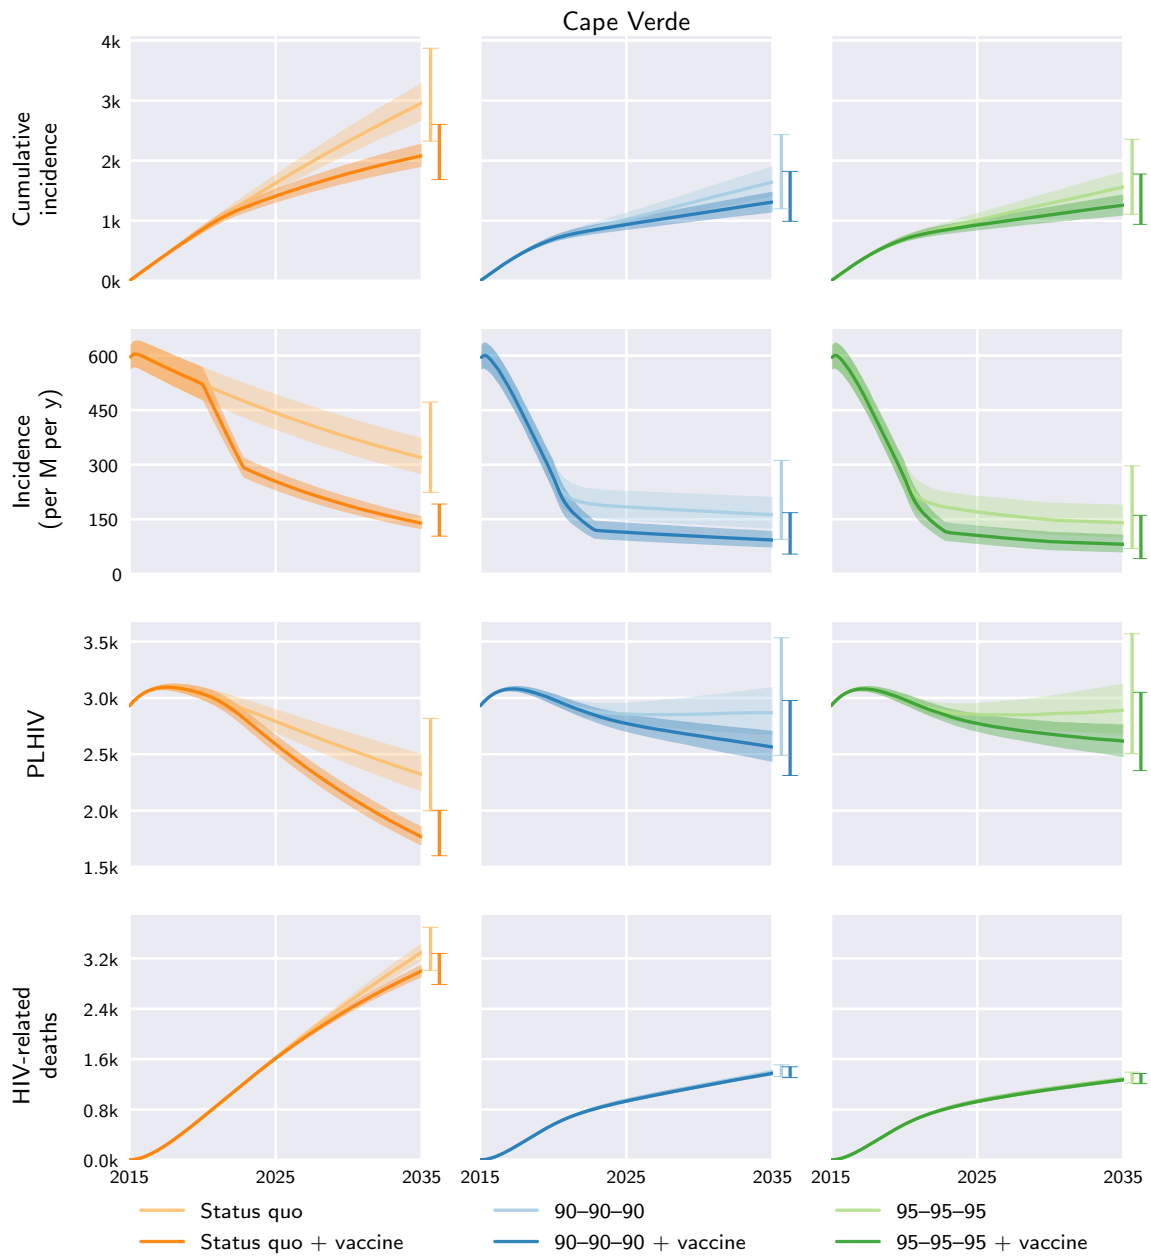 Cape Verde
4k
3k
2k
1k
0k
Cumulative
incidence
600
450
300
150
0
Incidence
(per M per y)
3.5k
3.0k
2.5k
2.0k
1.5k
PLHIV
3.2k
2.4k
1.6k
0.8k
0.0k
HIV-related
deaths
2015 2025 2035 2015 2025 2035 2015 2025 2035
Status quo 90–90–90 95–95–95
Status quo + vaccine 90–90–90 + vaccine 95–95–95 + vaccine